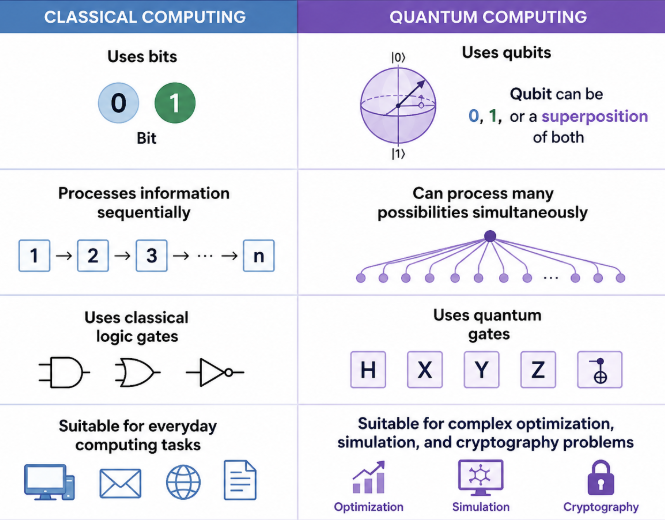 CLASSICAL COMPUTING
QUANTUM COMPUTING
Uses bits
0 1
Bit
Uses qubits
|0⟩
|1⟩
Qubit can be
0, 1, or a superposition
of both
Processes information
sequentially
1 → 2 → 3 → ··· → n
Can process many
possibilities simultaneously
...
Uses classical
logic gates
Uses quantum
gates
H X Y Z
Suitable for everyday
computing tasks
Suitable for complex optimization,
simulation, and cryptography problems
Optimization
Simulation
Cryptography